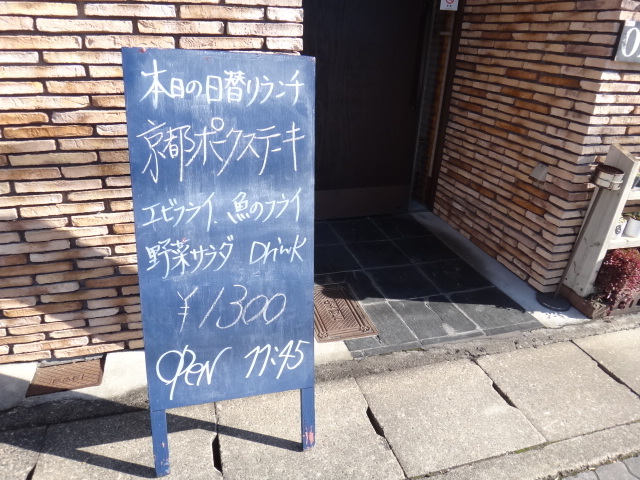 本日の日替りランチ
京都ポークステーキ
エビフライ、魚のフライ
野菜サラダ Drink
¥1300
OPEN 11:45